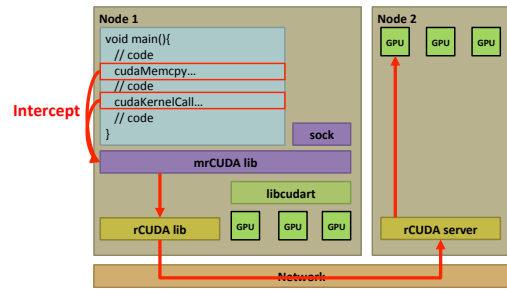 Node 1
void main(){
// code
cudaMemcpy...
// code
cudaKernelCall...
// code
}
Intercept
sock
mrCUDA lib
libcudart
rCUDA lib
GPU
GPU
GPU
Node 2
GPU
GPU
GPU
rCUDA server
Network